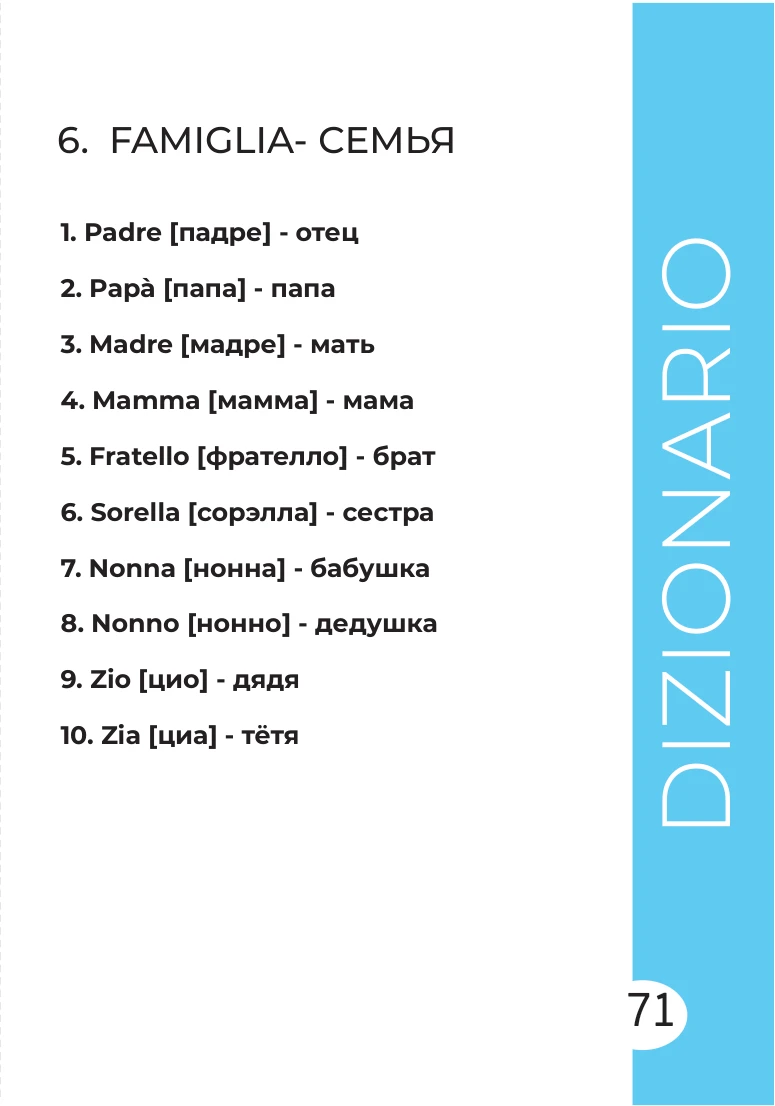 6. FAMIGLIA- СЕМЬЯ
1. Padre [падре] - отец
2. Papà [папа] - папа
3. Madre [мадре] - мать
4. Mamma [мамма] - мама
5. Fratello [фрателло] - брат
6. Sorella [сорэлла] - сестра
7. Nonna [нонна] - бабушка
8. Nonno [нонно] - дедушка
9. Zio [цио] - дядя
10. Zia [циа] - тётя
DIZIONARIO
71